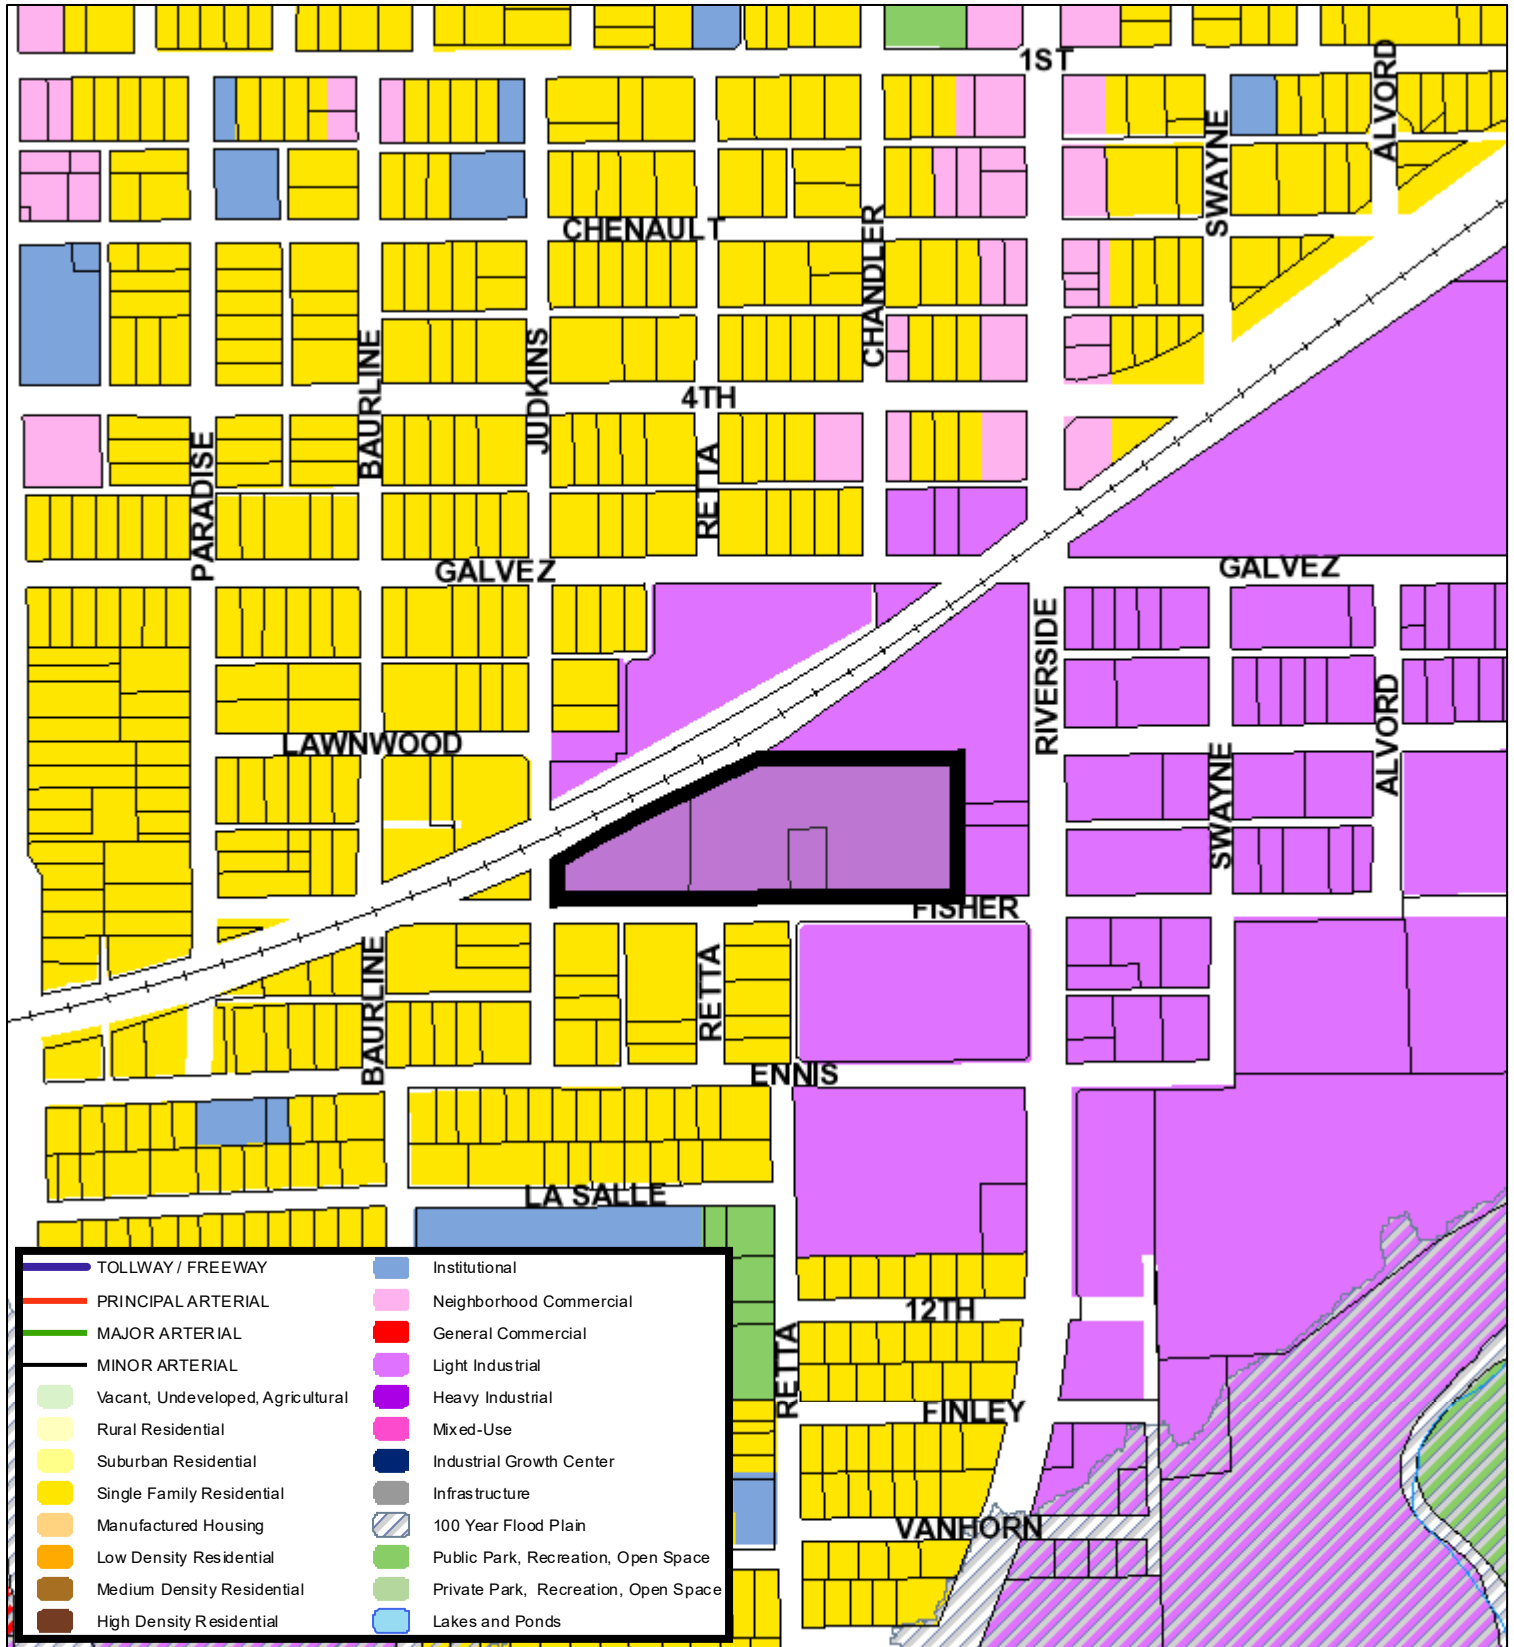 1ST
ALVORD
SWAYNE
CHENAULT
CHANDLER
BAURLINE
JUDKINS
4TH
PARADISE
RETTA
GALVEZ
GALVEZ
RIVERSIDE
LAWNWOOD
ALVORD
SWAYNE
FISHER
BAURLINE
RETTA
ENNIS
LA SALLE
12TH
RETTA
FINLEY
VANHORN
TOLLWAY / FREEWAY
PRINCIPAL ARTERIAL
MAJOR ARTERIAL
MINOR ARTERIAL
Vacant, Undeveloped, Agricultural
Rural Residential
Suburban Residential
Single Family Residential
Manufactured Housing
Low Density Residential
Medium Density Residential
High Density Residential
Institutional
Neighborhood Commercial
General Commercial
Light Industrial
Heavy Industrial
Mixed-Use
Industrial Growth Center
Infrastructure
100 Year Flood Plain
Public Park, Recreation, Open Space
Private Park, Recreation, Open Space
Lakes and Ponds